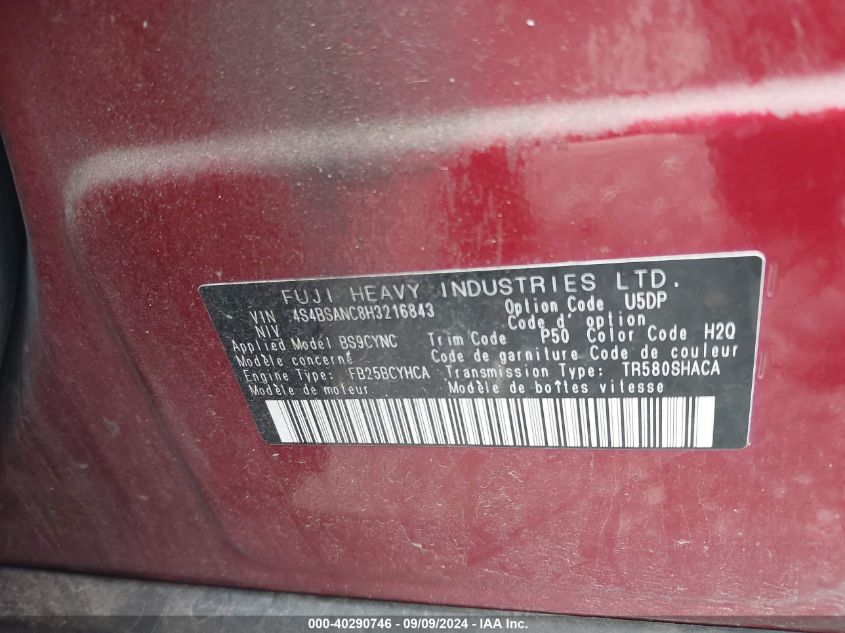 FUJI HEAVY INDUSTRIES LTD.
VIN 4S4BSANC8H3216843 Option Code U5DP
NIV Code d' option
Applied Model BS9CYNC Trim Code P50 Color Code H2Q
Modèle concerné Code de garniture Code de couleur
Engine Type: FB25BCYHCA Transmission Type: TR580SHACA
Modèle de moteur Modèle de boîtes vitesse
000-40290746 - 09/09/2024 - IAA, Inc.